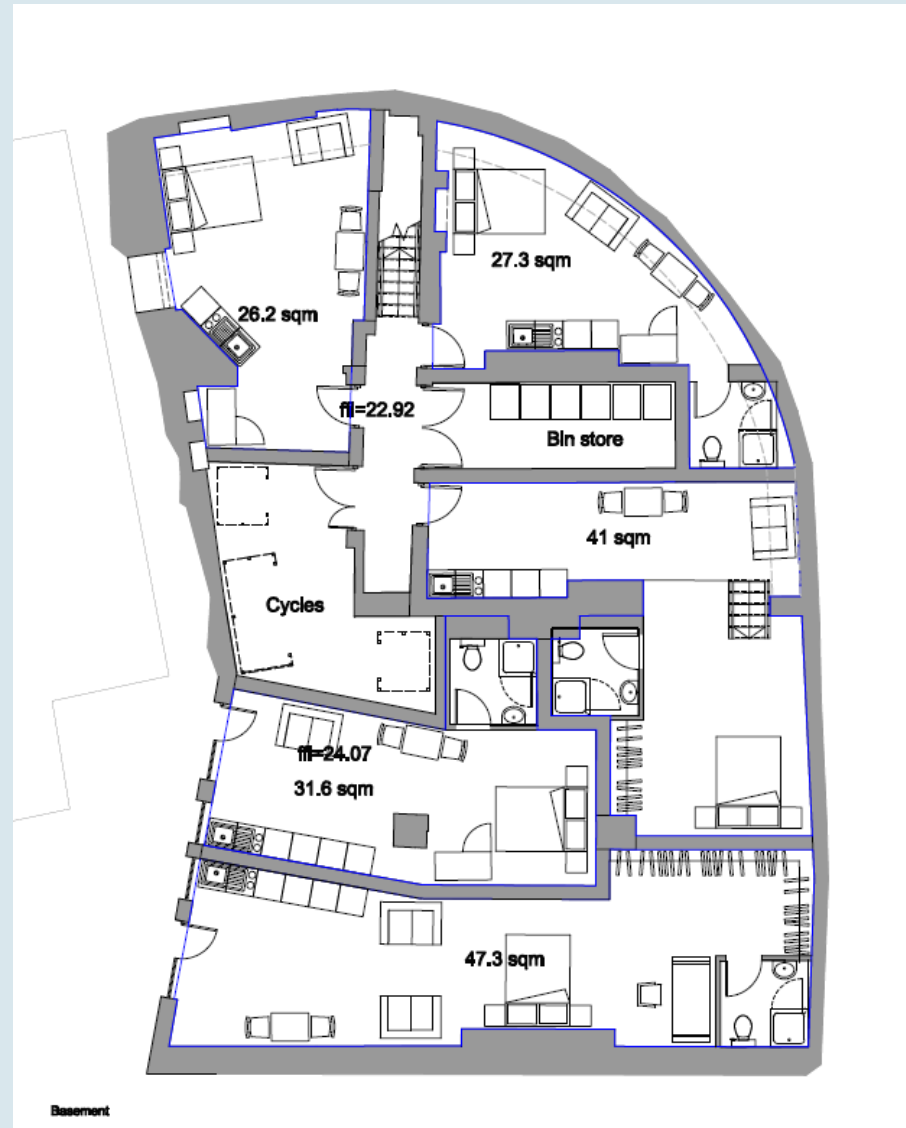 27.3 sqm
26.2 sqm
ffl=22.92
Bin store
41 sqm
Cycles
ffl=24.07
31.6 sqm
47.3 sqm
Basement